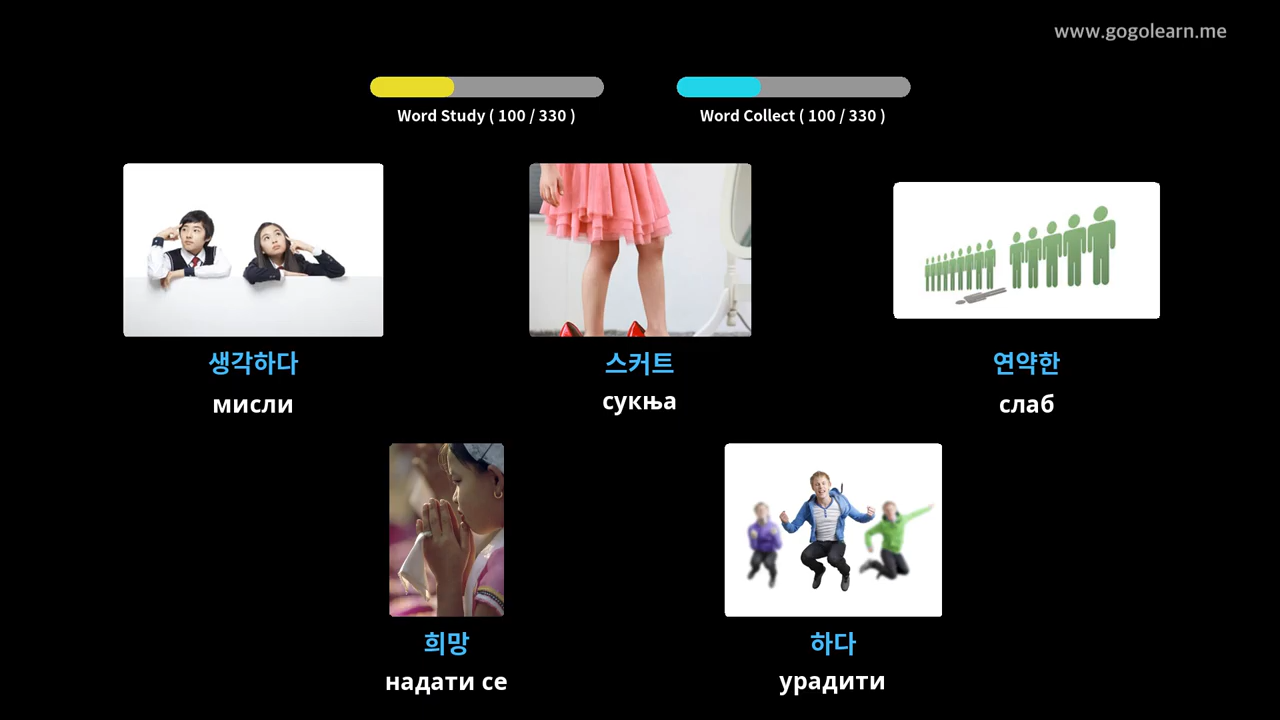 www.gogolearn.me
Word Study ( 100 / 330 )
Word Collect ( 100 / 330 )
생각하다
мисли
스커트
сукња
연약한
слаб
희망
надати се
하다
урадити